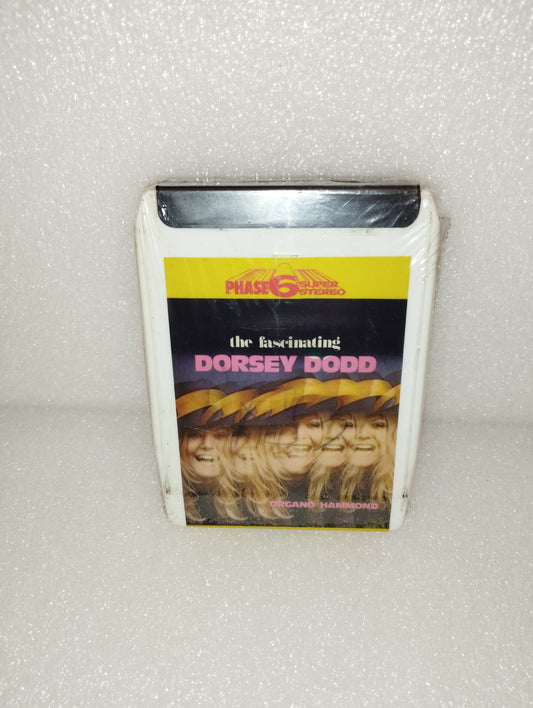 PHASE 6 SUPER STEREO
the fascinating
DORSEY DODD
ORGANO HAMMOND